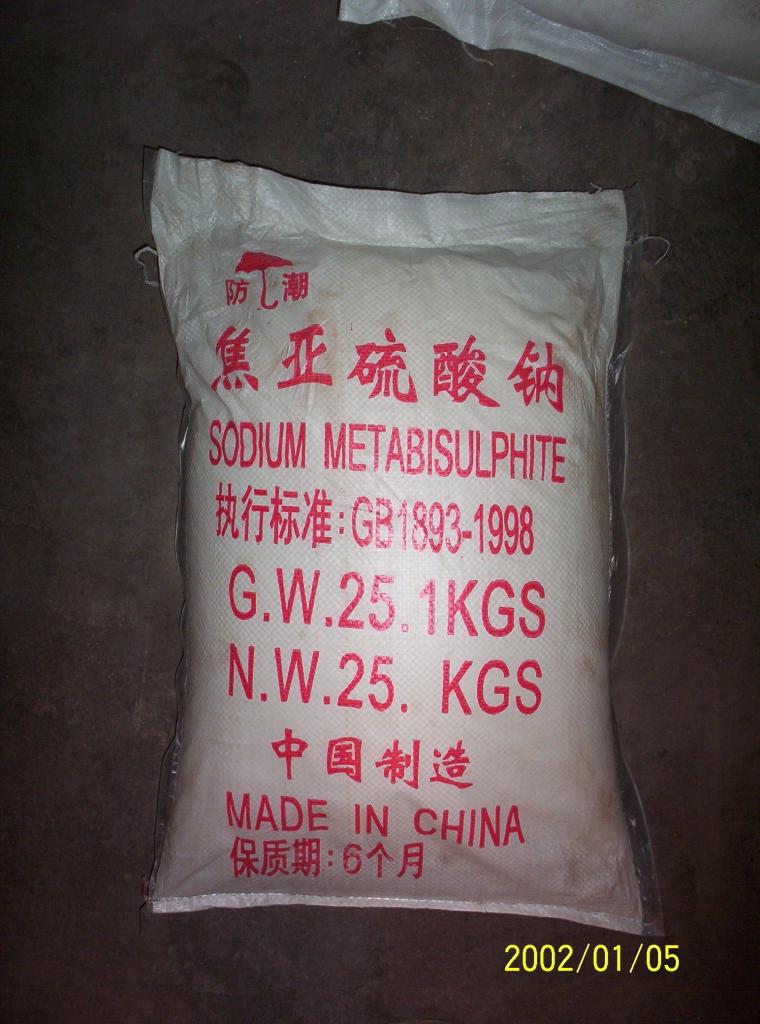 防潮
焦亚硫酸钠
SODIUM METABISULPHITE
执行标准:GB1893-1998
G.W.25.1KGS
N.W.25. KGS
中国制造
MADE IN CHINA
保质期:6个月
2002/01/05